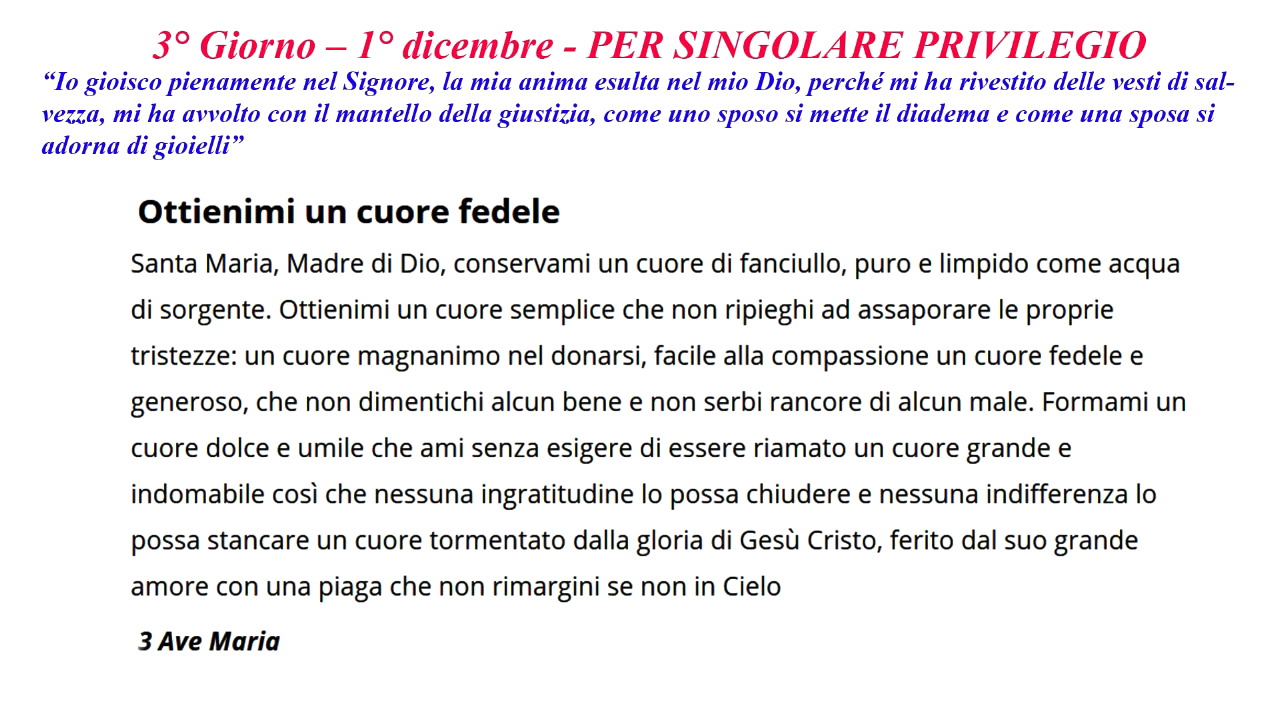 3° Giorno – 1° dicembre - PER SINGOLARE PRIVILEGIO
“Io gioisco pienamente nel Signore, la mia anima esulta nel mio Dio, perché mi ha rivestito delle vesti di sal-
vezza, mi ha avvolto con il mantello della giustizia, come uno sposo si mette il diadema e come una sposa si
adorna di gioielli”
Ottienimi un cuore fedele
Santa Maria, Madre di Dio, conservami un cuore di fanciullo, puro e limpido come acqua
di sorgente. Ottienimi un cuore semplice che non ripieghi ad assaporare le proprie
tristezze: un cuore magnanimo nel donarsi, facile alla compassione un cuore fedele e
generoso, che non dimentichi alcun bene e non serbi rancore di alcun male. Formami un
cuore dolce e umile che ami senza esigere di essere riamato un cuore grande e
indomabile così che nessuna ingratitudine lo possa chiudere e nessuna indifferenza lo
possa stancare un cuore tormentato dalla gloria di Gesù Cristo, ferito dal suo grande
amore con una piaga che non rimargini se non in Cielo
3 Ave Maria